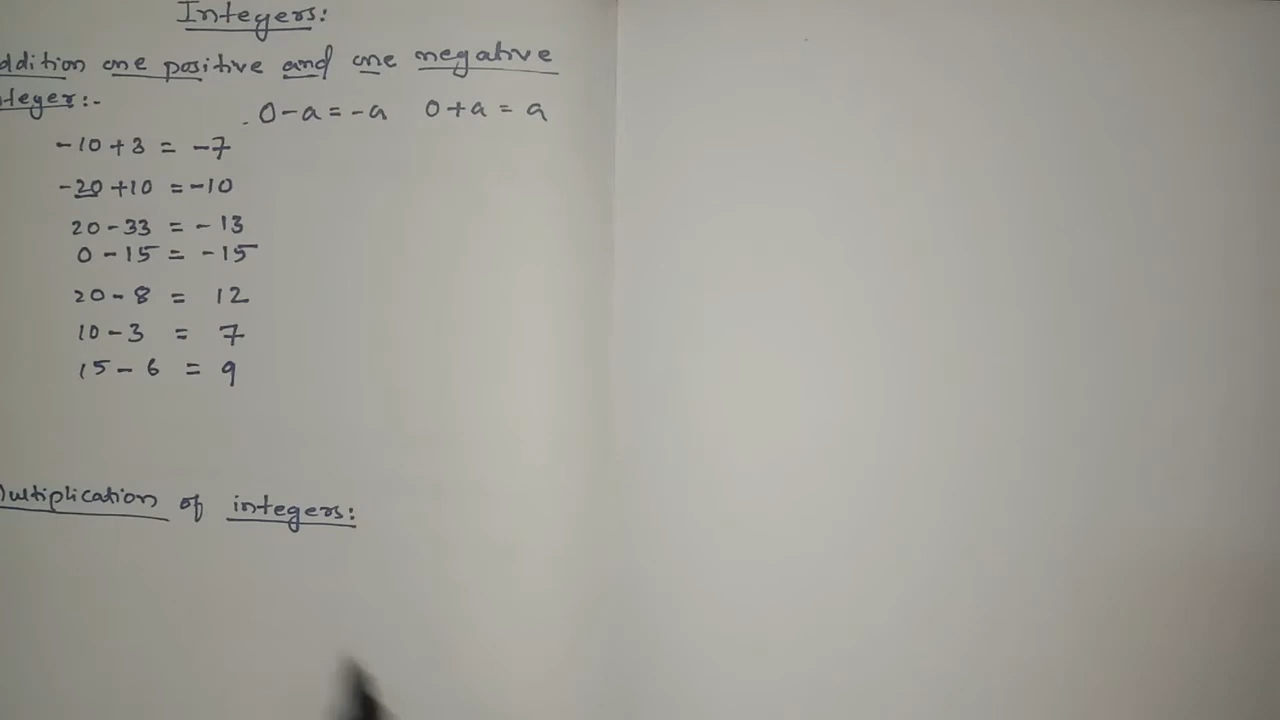 Integers:
ddition one positive and one negative
teger:-
0-a=-a 0+a=a
-10+3 = -7
-20+10 =-10
20-33 = -13
0-15 = -15
20-8 = 12
10-3 = 7
15-6 = 9
Multiplication of integers: